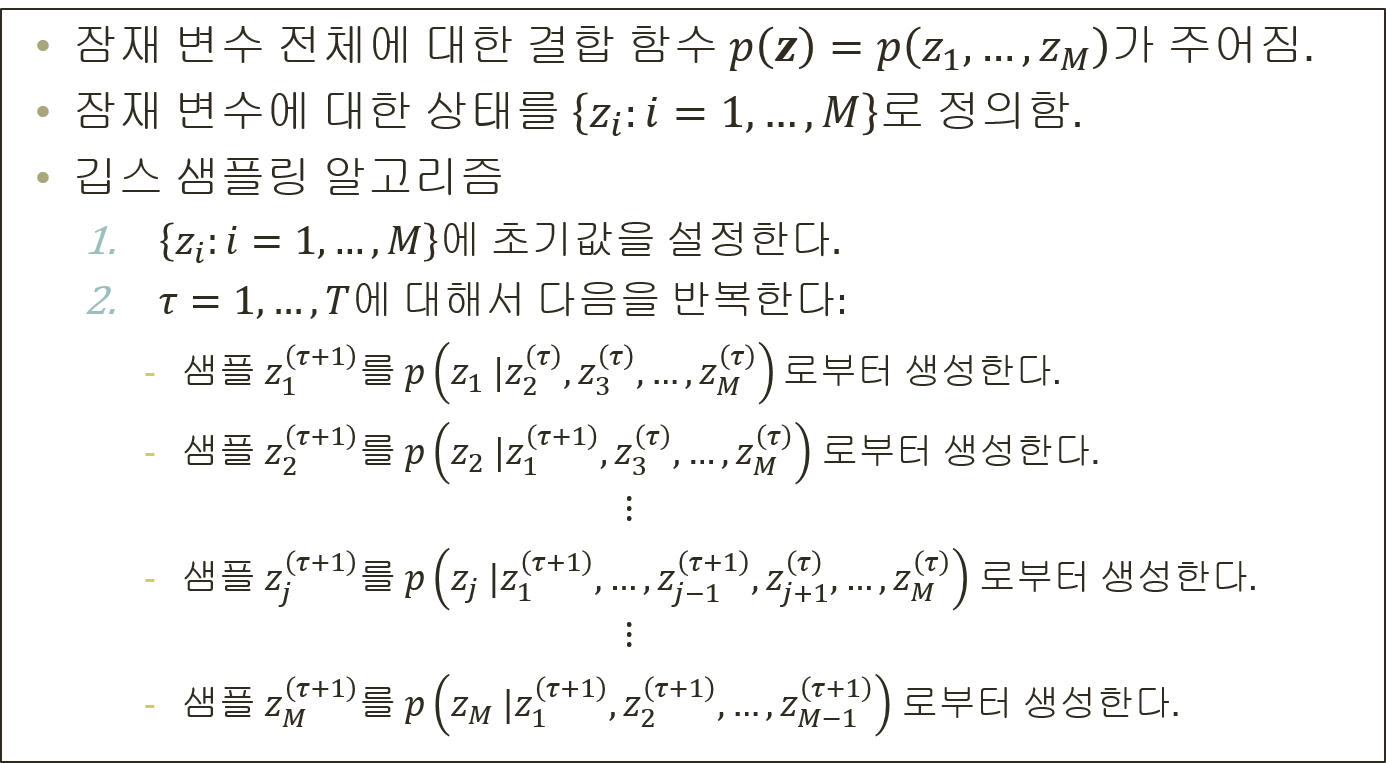 • 잠재 변수 전체에 대한 결합 함수 p(𝒛) = p(z₁, … , z_M)가 주어짐.
• 잠재 변수에 대한 상태를 {z_i: i = 1, … , M}로 정의함.
• 깁스 샘플링 알고리즘
1. {z_i: i = 1, … , M}에 초기값을 설정한다.
2. τ = 1, … , T에 대해서 다음을 반복한다:
- 샘플 z_1^(τ+1)를 p(z_1 |z_2^(τ), z_3^(τ), … , z_M^(τ)) 로부터 생성한다.
- 샘플 z_2^(τ+1)를 p(z_2 |z_1^(τ+1), z_3^(τ), … , z_M^(τ)) 로부터 생성한다.
⋮
- 샘플 z_j^(τ+1)를 p(z_j |z_1^(τ+1), … , z_{j−1}^(τ+1), z_{j+1}^(τ), … , z_M^(τ)) 로부터 생성한다.
⋮
- 샘플 z_M^(τ+1)를 p(z_M |z_1^(τ+1), z_2^(τ+1), … , z_{M−1}^(τ+1)) 로부터 생성한다.